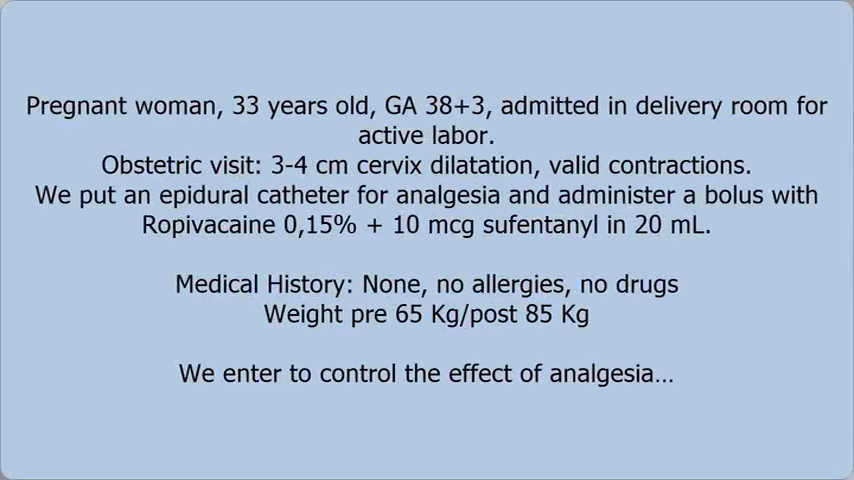 Pregnant woman, 33 years old, GA 38+3, admitted in delivery room for
active labor.
Obstetric visit: 3-4 cm cervix dilatation, valid contractions.
We put an epidural catheter for analgesia and administer a bolus with
Ropivacaine 0,15% + 10 mcg sufentanyl in 20 mL.
Medical History: None, no allergies, no drugs
Weight pre 65 Kg/post 85 Kg
We enter to control the effect of analgesia...